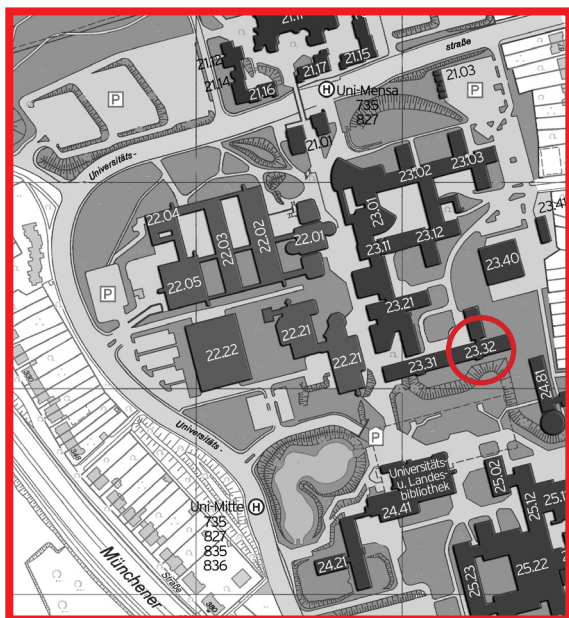 21.12
21.14
21.16
21.17
21.15
straße
21.03
P
P
H Uni-Mensa
735
827
21.01
Universitäts-
23.02
23.03
23.01
22.04
22.03
22.02
22.01
23.11
23.12
23.41
23.40
22.05
P
23.21
22.22
22.21
22.21
23.31
23.32
24.81
Universitäts-
P
Universitäts-
u. Landes-
bibliothek
25.02
24.41
25.12
Uni-Mitte H
735
827
835
836
24.21
25.22
25.23
Münchener
Straße